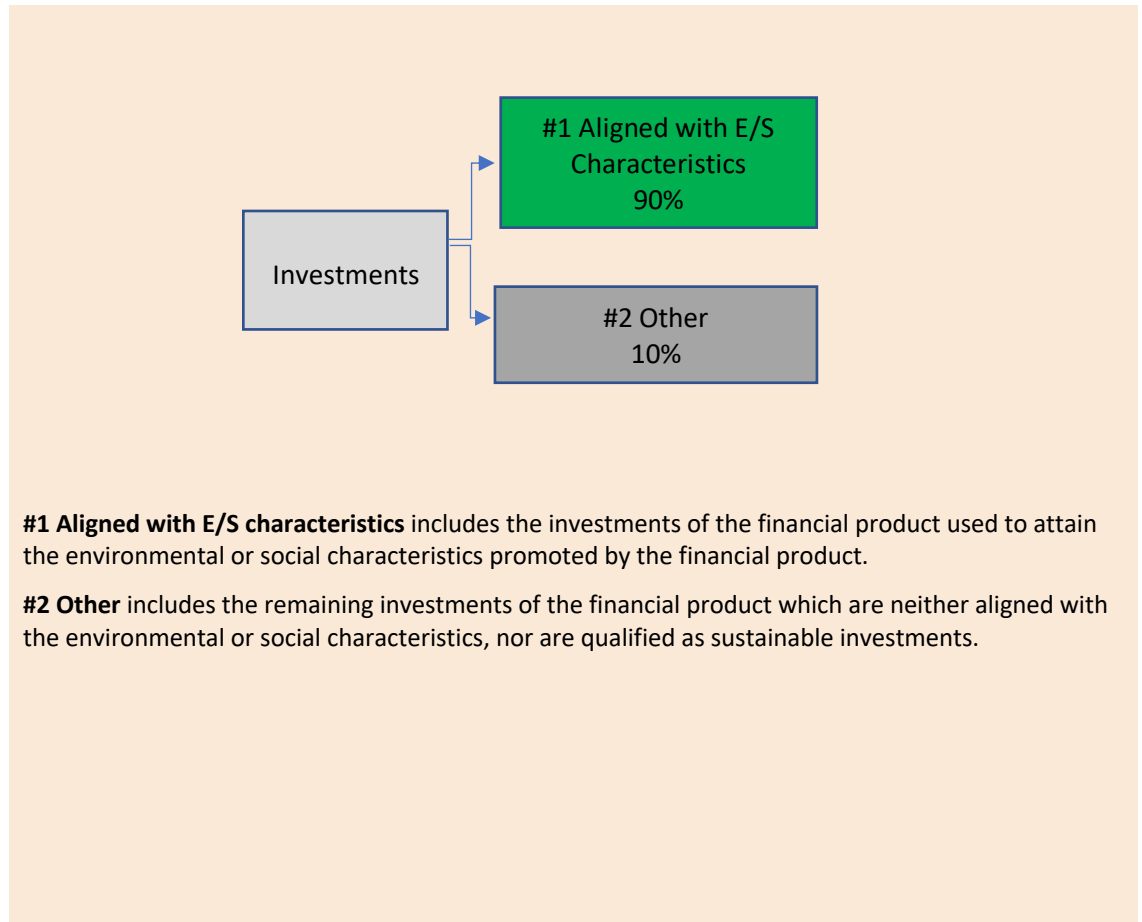 #1 Aligned with E/S
Characteristics
90%
Investments
#2 Other
10%
#1 Aligned with E/S characteristics includes the investments of the financial product used to attain
the environmental or social characteristics promoted by the financial product.
#2 Other includes the remaining investments of the financial product which are neither aligned with
the environmental or social characteristics, nor are qualified as sustainable investments.